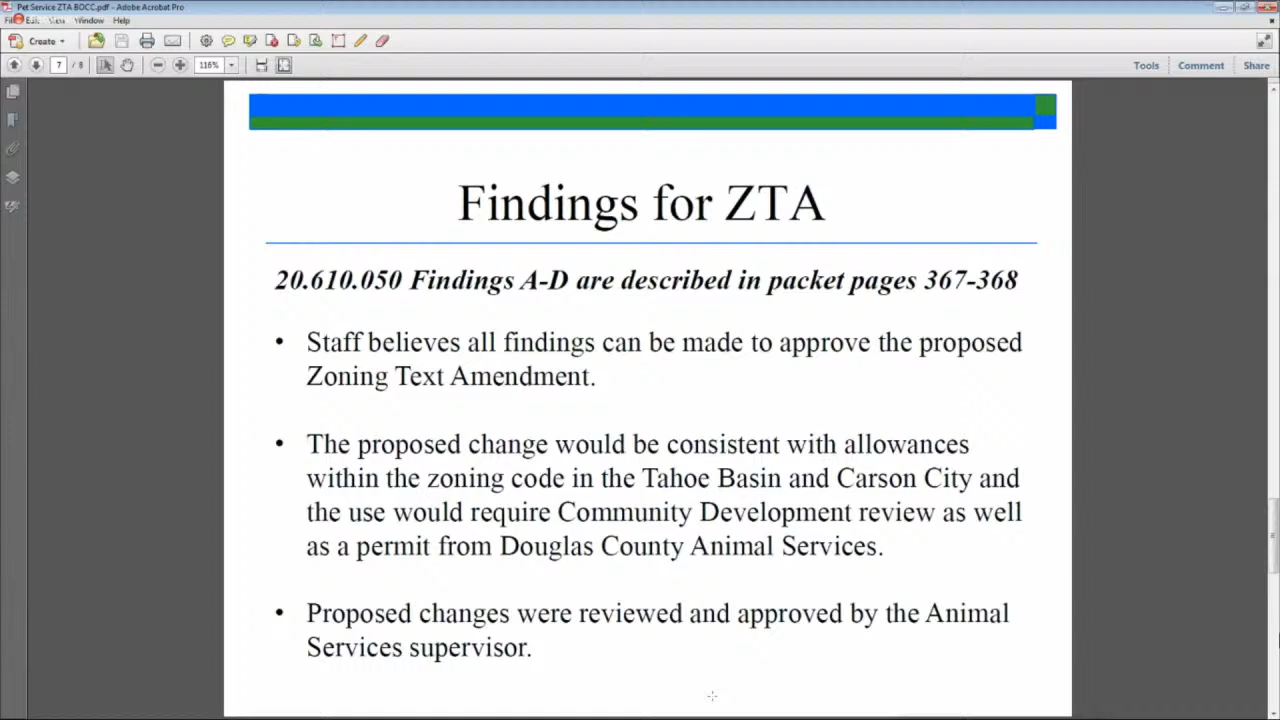 Pet Service ZTA BOCC.pdf - Adobe Acrobat Pro
Window Help
Create
7 / 8 116% Tools Comment Share
Findings for ZTA
20.610.050 Findings A-D are described in packet pages 367-368
• Staff believes all findings can be made to approve the proposed
Zoning Text Amendment.
• The proposed change would be consistent with allowances
within the zoning code in the Tahoe Basin and Carson City and
the use would require Community Development review as well
as a permit from Douglas County Animal Services.
• Proposed changes were reviewed and approved by the Animal
Services supervisor.